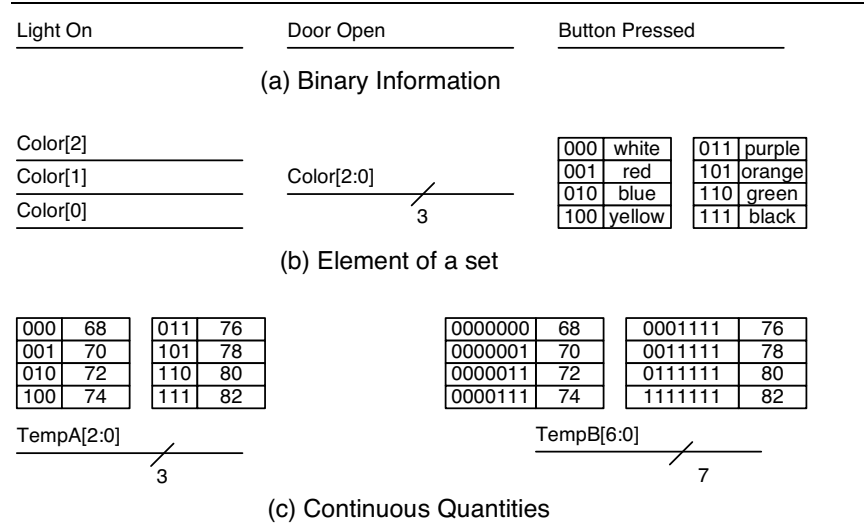 Light On Door Open Button Pressed
(a) Binary Information
Color[2]
Color[1]
Color[0]
Color[2:0]
3
000 white 011 purple
001 red 101 orange
010 blue 110 green
100 yellow 111 black
(b) Element of a set
000 68 011 76
001 70 101 78
010 72 110 80
100 74 111 82
TempA[2:0]
3
0000000 68 0001111 76
0000001 70 0011111 78
0000011 72 0111111 80
0000111 74 1111111 82
TempB[6:0]
7
(c) Continuous Quantities